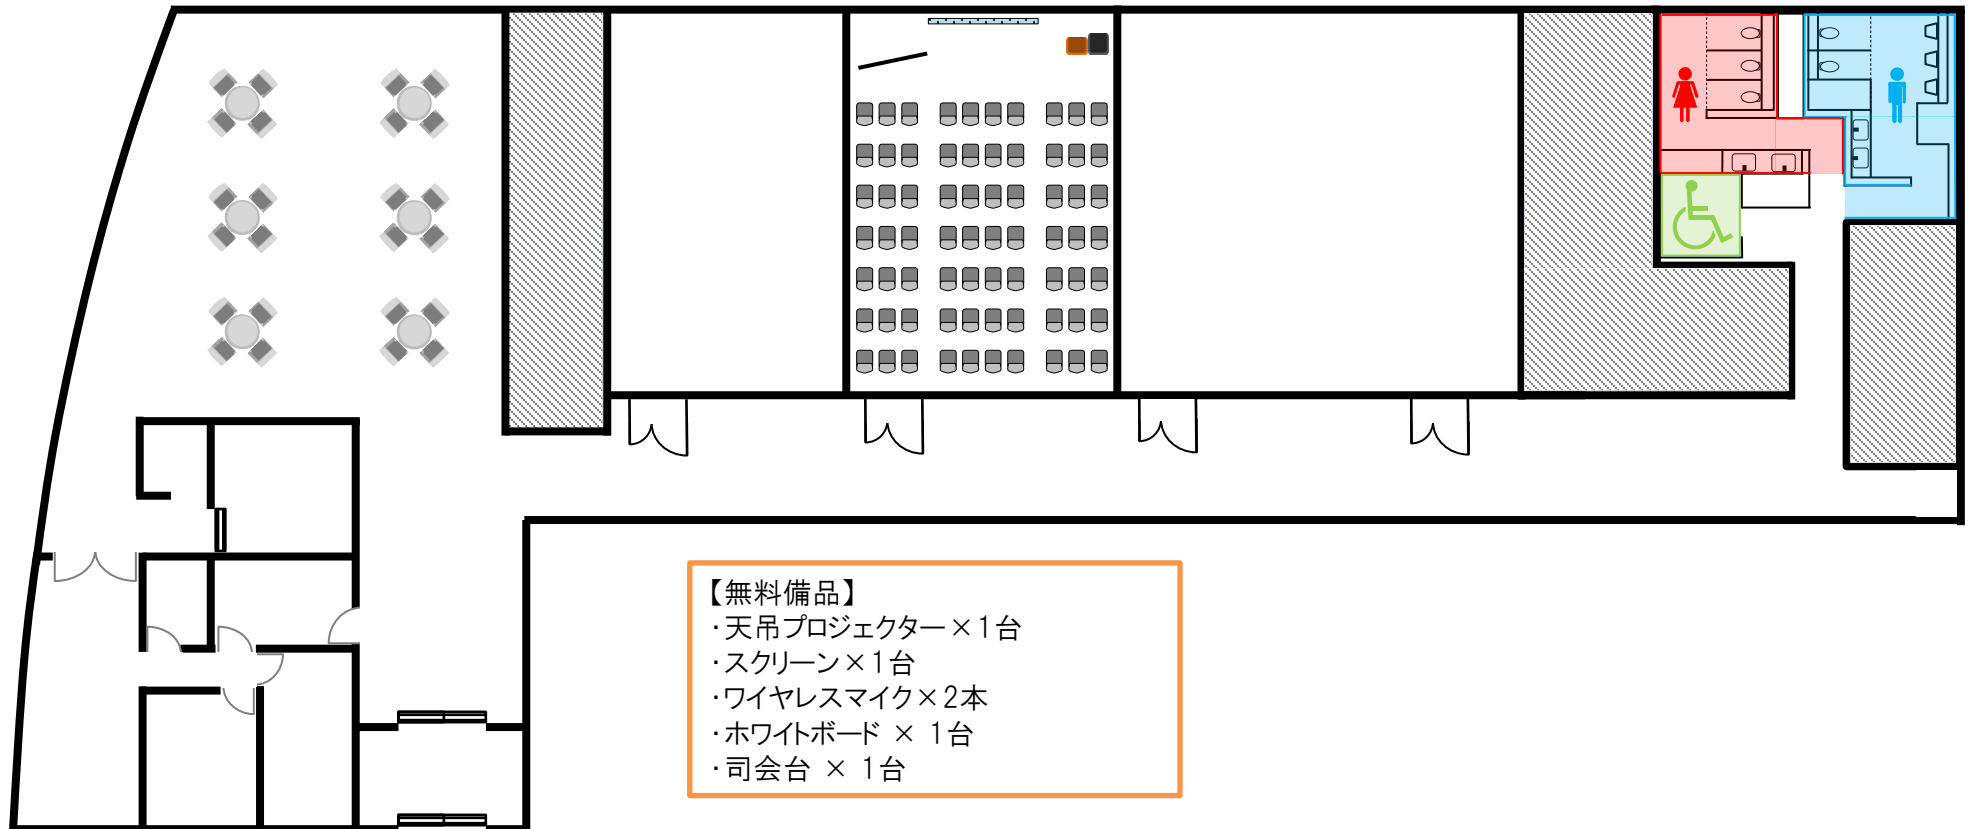 【無料備品】
・天吊プロジェクター×1台
・スクリーン×1台
・ワイヤレスマイク×2本
・ホワイトボード × 1台
・司会台 × 1台